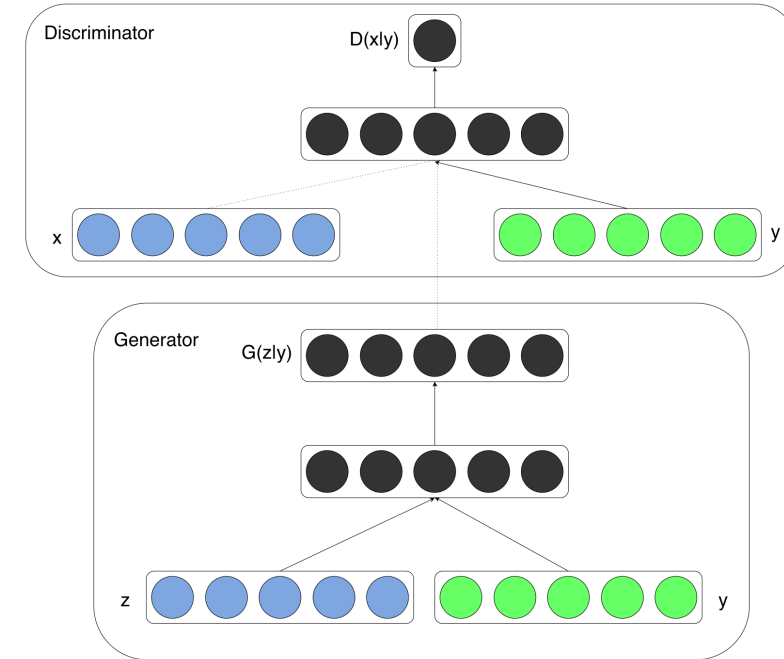 Discriminator
D(x|y)
x
y
Generator
G(z|y)
z
y